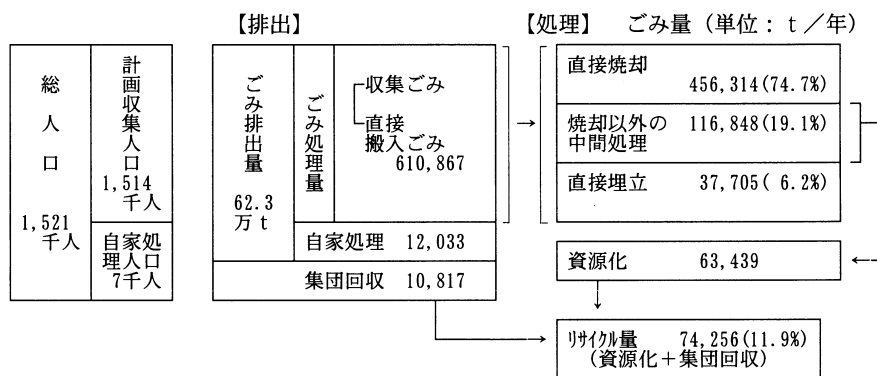 【排出】
【処理】 ごみ量（単位：ｔ／年）
総人口
1,521
千人
計画収集人口
1,514
千人
自家処
理人口
7千人
ごみ排出量
62.3
万ｔ
ごみ処理量
収集ごみ
直接
搬入ごみ
610,867
自家処理 12,033
集団回収 10,817
直接焼却
456,314(74.7%)
焼却以外の 116,848(19.1%)
中間処理
直接埋立 37,705( 6.2%)
資源化 63,439
ﾘｻｲｸﾙ量 74,256(11.9%)
（資源化＋集団回収）